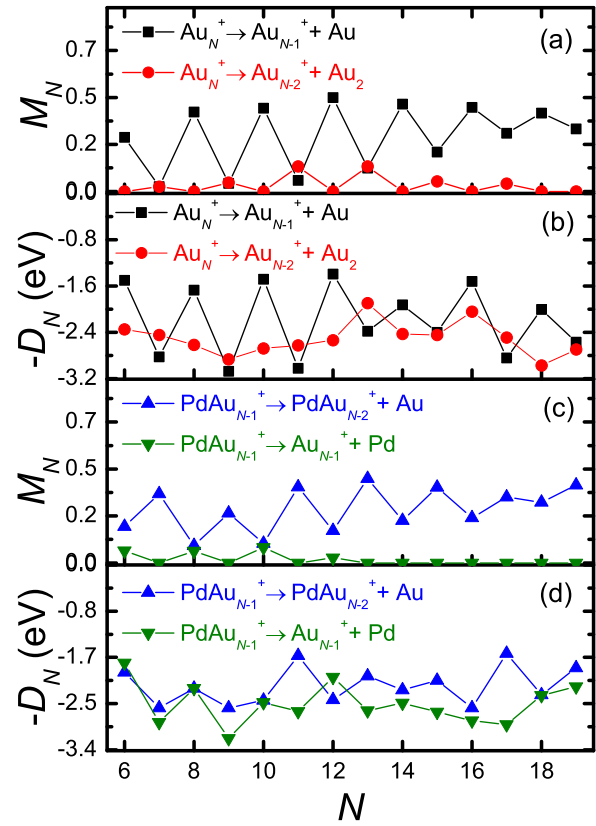 (a)
Au_N^+ → Au_{N-1}^+ + Au
Au_N^+ → Au_{N-2}^+ + Au_2
M_N
0.7
0.5
0.2
0.0
(b)
Au_N^+ → Au_{N-1}^+ + Au
Au_N^+ → Au_{N-2}^+ + Au_2
-D_N (eV)
-0.8
-1.6
-2.4
-3.2
(c)
PdAu_{N-1}^+ → PdAu_{N-2}^+ + Au
PdAu_{N-1}^+ → Au_{N-1}^+ + Pd
M_N
0.7
0.5
0.2
0.0
(d)
PdAu_{N-1}^+ → PdAu_{N-2}^+ + Au
PdAu_{N-1}^+ → Au_{N-1}^+ + Pd
-D_N (eV)
-0.8
-1.7
-2.5
-3.4
6 8 10 12 14 16 18
N